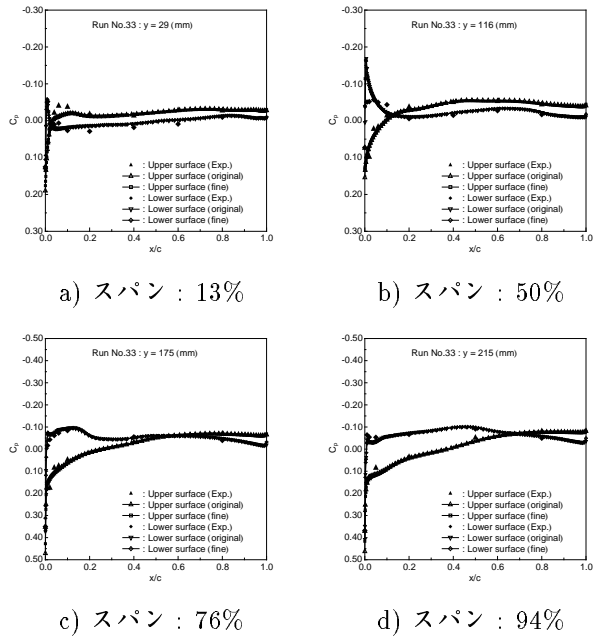 -0.30
-0.20
-0.10
0.00
0.10
0.20
0.30
Cp
Run No.33 : y = 29 (mm)
: Upper surface (Exp.)
: Upper surface (original)
: Upper surface (fine)
: Lower surface (Exp.)
: Lower surface (original)
: Lower surface (fine)
0.0 0.2 0.4 0.6 0.8 1.0
x/c
a) スパン : 13%
-0.30
-0.20
-0.10
0.00
0.10
0.20
0.30
Cp
Run No.33 : y = 116 (mm)
: Upper surface (Exp.)
: Upper surface (original)
: Upper surface (fine)
: Lower surface (Exp.)
: Lower surface (original)
: Lower surface (fine)
0.0 0.2 0.4 0.6 0.8 1.0
x/c
b) スパン : 50%
-0.50
-0.40
-0.30
-0.20
-0.10
0.00
0.10
0.20
0.30
0.40
0.50
Cp
Run No.33 : y = 175 (mm)
: Upper surface (Exp.)
: Upper surface (original)
: Upper surface (fine)
: Lower surface (Exp.)
: Lower surface (original)
: Lower surface (fine)
0.0 0.2 0.4 0.6 0.8 1.0
x/c
c) スパン : 76%
-0.50
-0.40
-0.30
-0.20
-0.10
0.00
0.10
0.20
0.30
0.40
0.50
Cp
Run No.33 : y = 215 (mm)
: Upper surface (Exp.)
: Upper surface (original)
: Upper surface (fine)
: Lower surface (Exp.)
: Lower surface (original)
: Lower surface (fine)
0.0 0.2 0.4 0.6 0.8 1.0
x/c
d) スパン : 94%